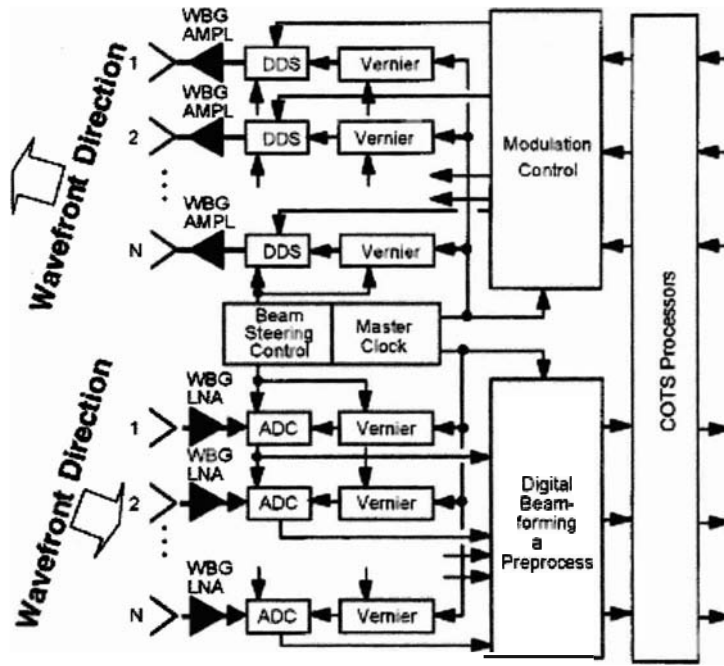 WBG
AMPL
1
DDS
Vernier
WBG
AMPL
2
DDS
Vernier
Modulation
Control
WBG
AMPL
N
DDS
Vernier
Wavefront Direction
Beam
Steering
Control
Master
Clock
COTS Processors
WBG
LNA
1
ADC
Vernier
WBG
LNA
2
ADC
Vernier
Digital
Beam-
forming
a
Preprocess
WBG
LNA
N
ADC
Vernier
Wavefront Direction